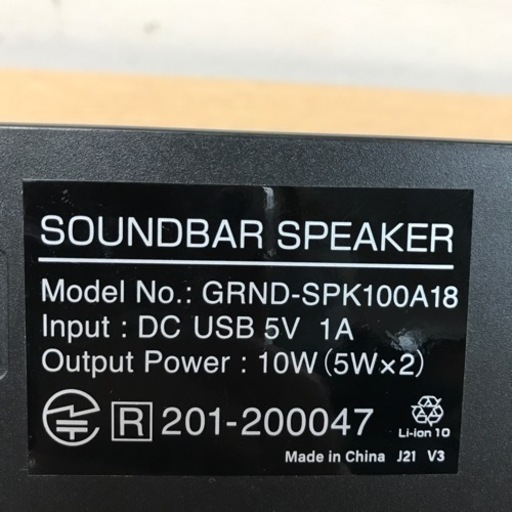 SOUNDBAR SPEAKER
Model No.: GRND-SPK100A18
Input : DC USB 5V 1A
Output Power : 10W (5W×2)
R 201-200047
Li-ion 10
Made in China J21 V3